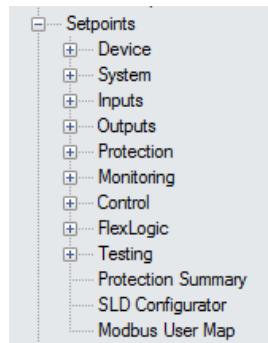 Setpoints
Device
System
Inputs
Outputs
Protection
Monitoring
Control
FlexLogic
Testing
Protection Summary
SLD Configurator
Modbus User Map